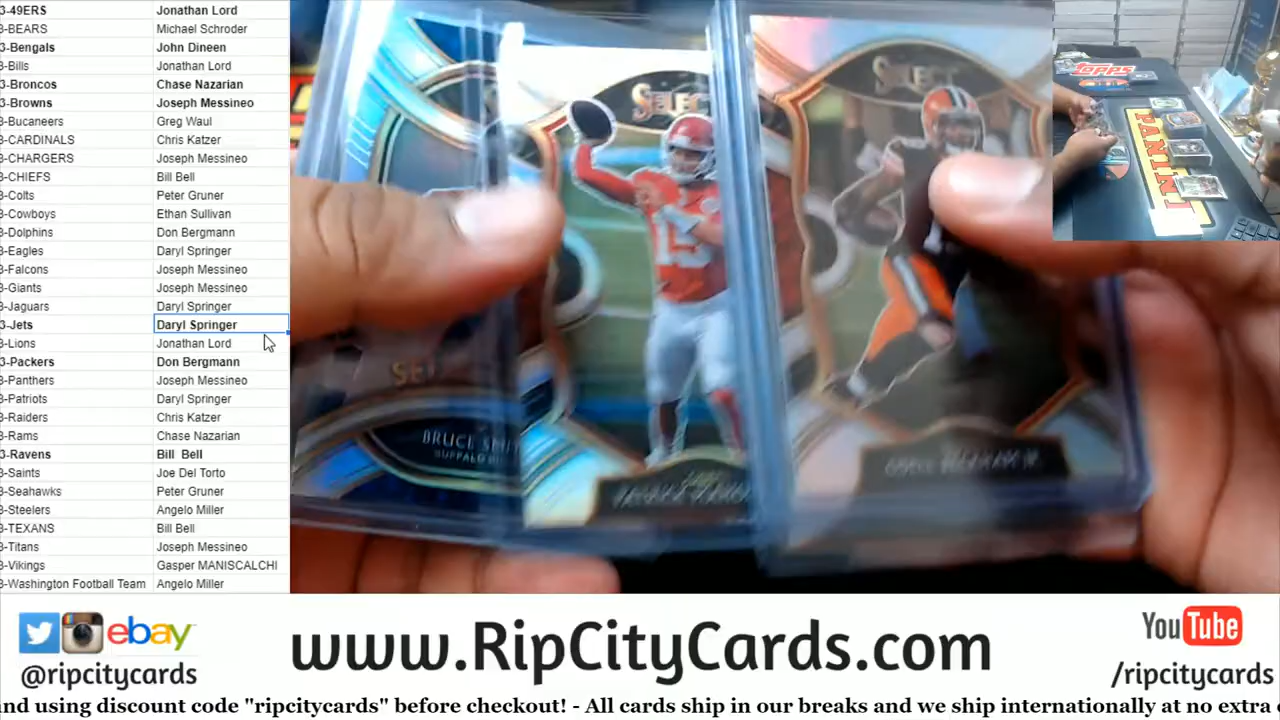 3-49ERS Jonathan Lord
3-BEARS Michael Schroder
3-Bengals John Dineen
3-Bills Jonathan Lord
3-Broncos Chase Nazarian
3-Browns Joseph Messineo
3-Bucaneers Greg Waul
3-CARDINALS Chris Katzer
3-CHARGERS Joseph Messineo
3-CHIEFS Bill Bell
3-Colts Peter Gruner
3-Cowboys Ethan Sullivan
3-Dolphins Don Bergmann
3-Eagles Daryl Springer
3-Falcons Joseph Messineo
3-Giants Joseph Messineo
3-Jaguars Daryl Springer
3-Jets Daryl Springer
3-Lions Jonathan Lord
3-Packers Don Bergmann
3-Panthers Joseph Messineo
3-Patriots Daryl Springer
3-Raiders Chris Katzer
3-Rams Chase Nazarian
3-Ravens Bill Bell
3-Saints Joe Del Torto
3-Seahawks Peter Gruner
3-Steelers Angelo Miller
3-TEXANS Bill Bell
3-Titans Joseph Messineo
3-Vikings Gasper MANISCALCHI
3-Washington Football Team Angelo Miller
SELECT
SELECT
15
SE
BRUCE SMIT
BUFFALO
Topps
PANINI
ebay
@ripcitycards
www.RipCityCards.com
YouTube
/ripcitycards
nd using discount code "ripcitycards" before checkout! - All cards ship in our breaks and we ship internationally at no extra